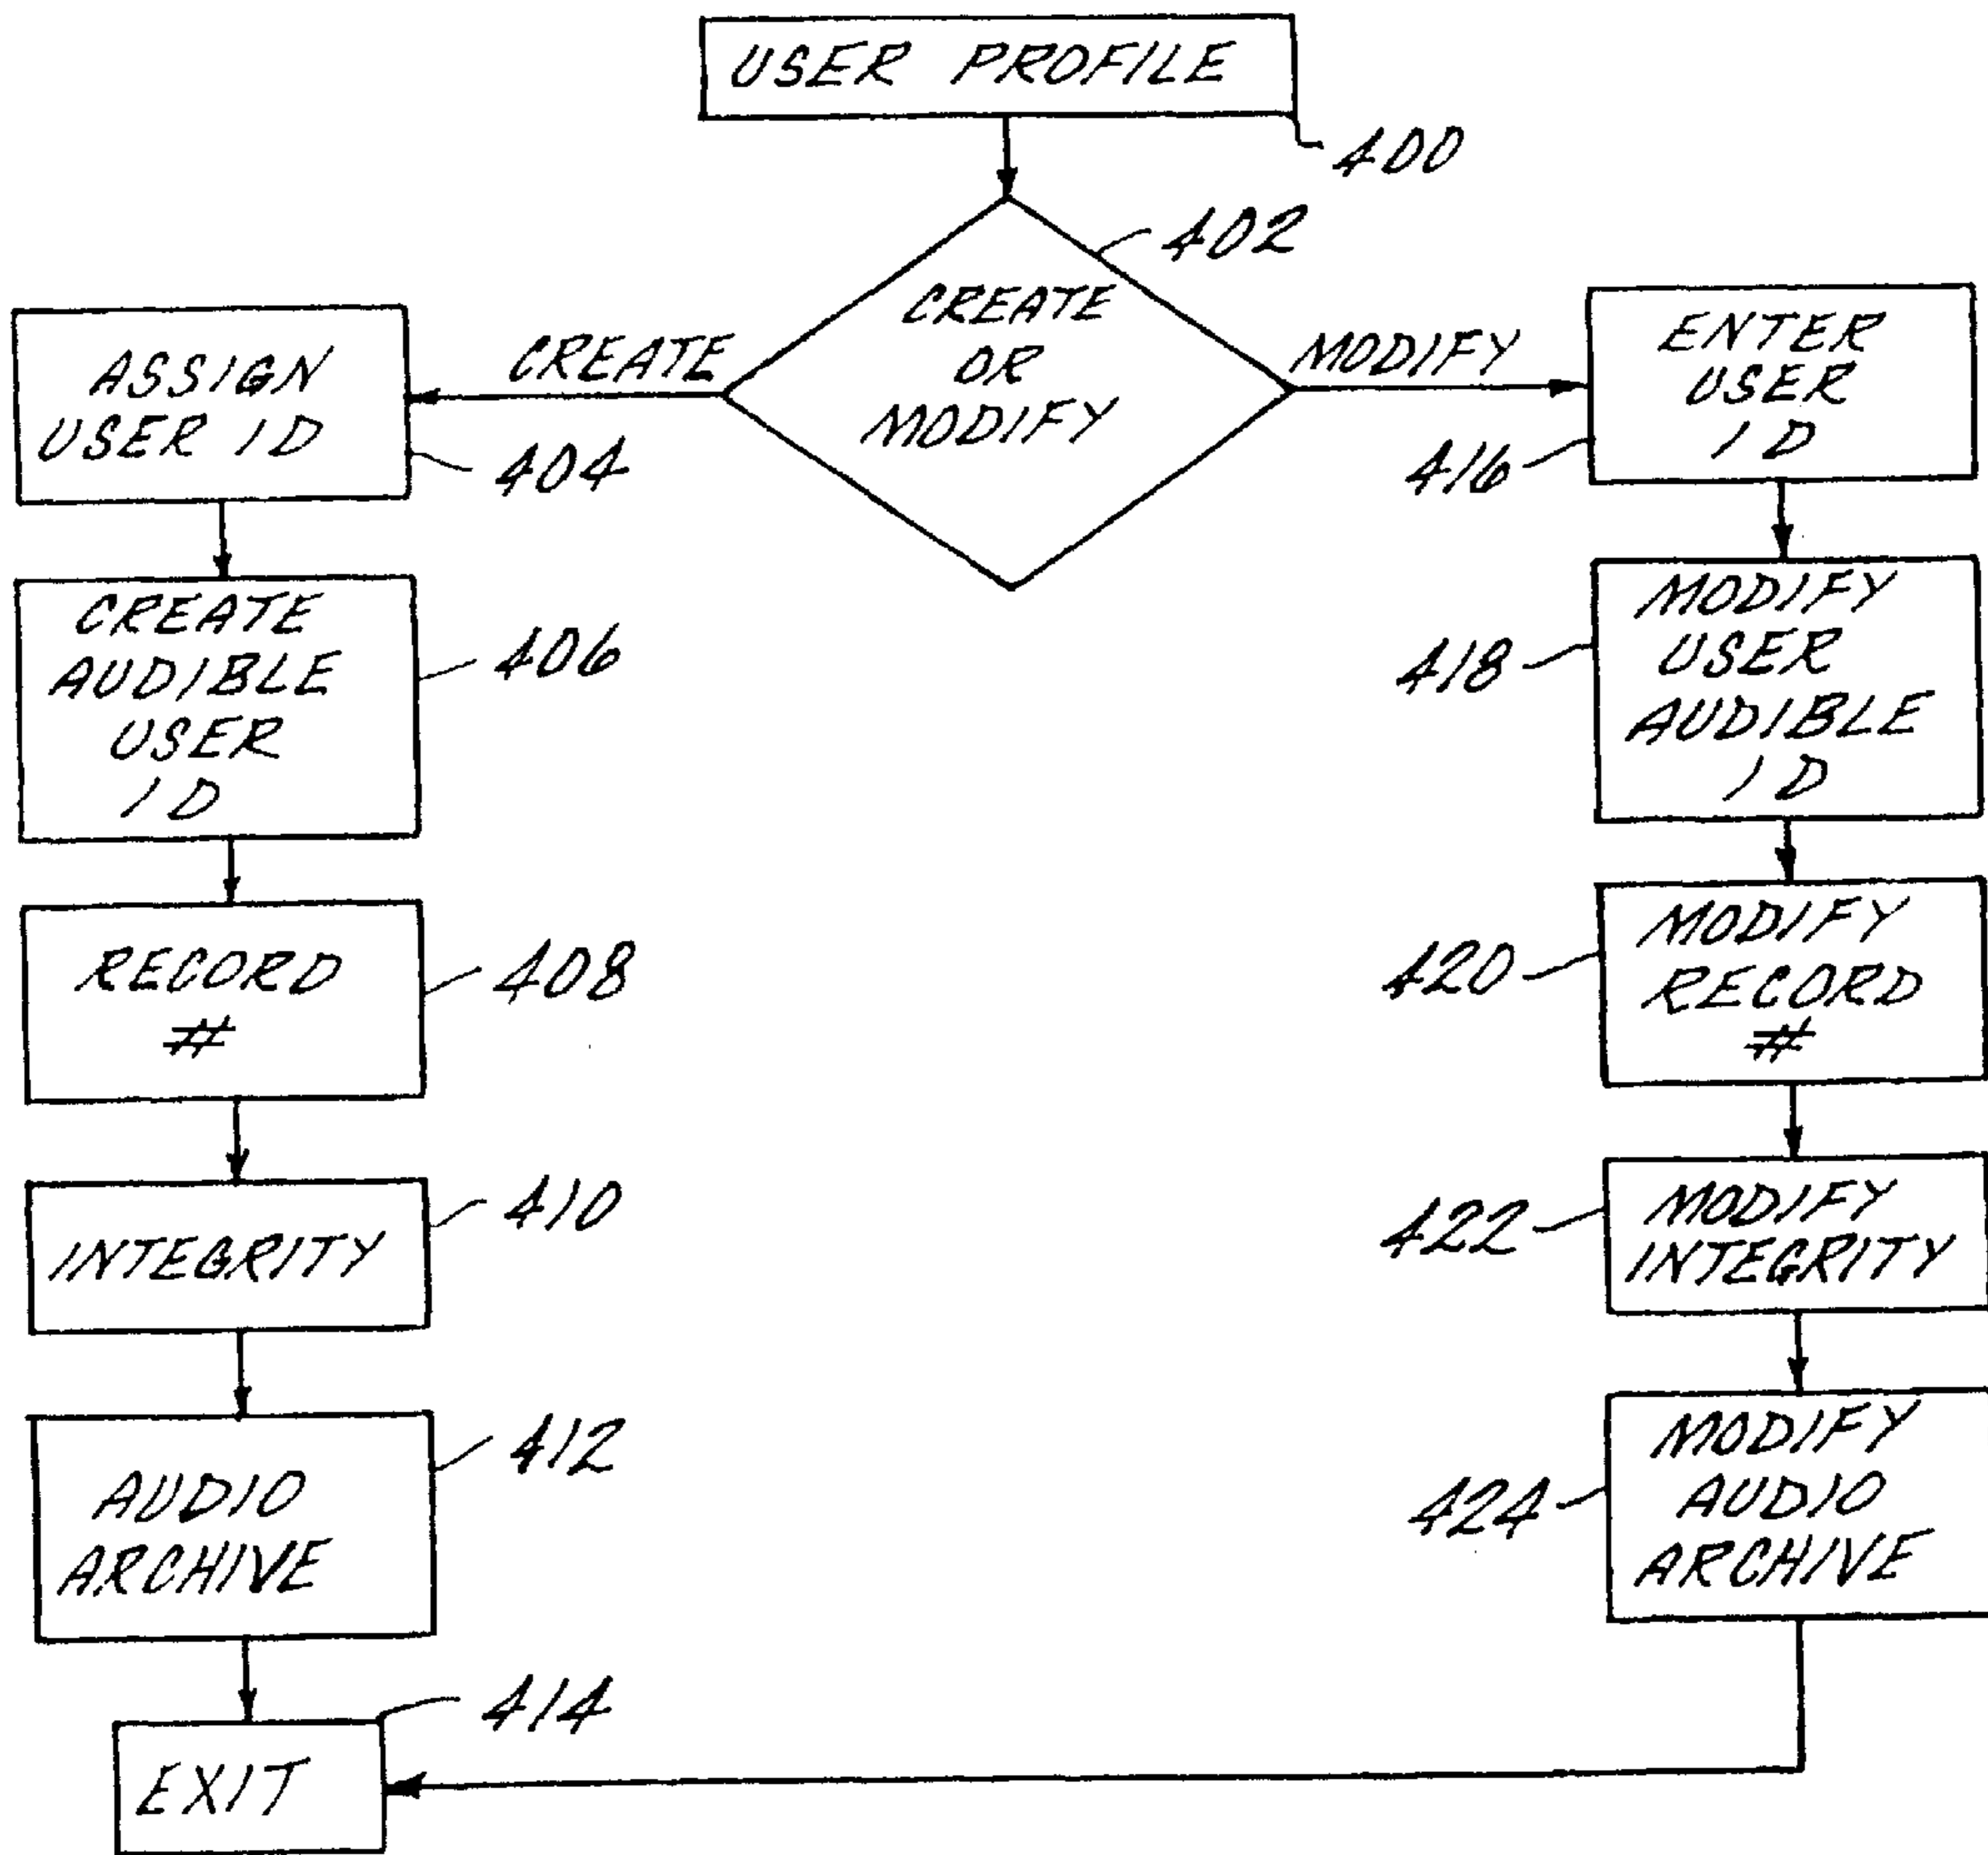 USER PROFILE
400
402
CREATE
OR
MODIFY
CREATE
MODIFY
ASSIGN
USER ID
404
CREATE
AUDIBLE
USER
ID
406
RECORD
#
408
INTEGRITY
410
AUDIO
ARCHIVE
412
EXIT
414
ENTER
USER
ID
416
MODIFY
USER
AUDIBLE
ID
418
MODIFY
RECORD
#
420
MODIFY
INTEGRITY
422
MODIFY
AUDIO
ARCHIVE
424